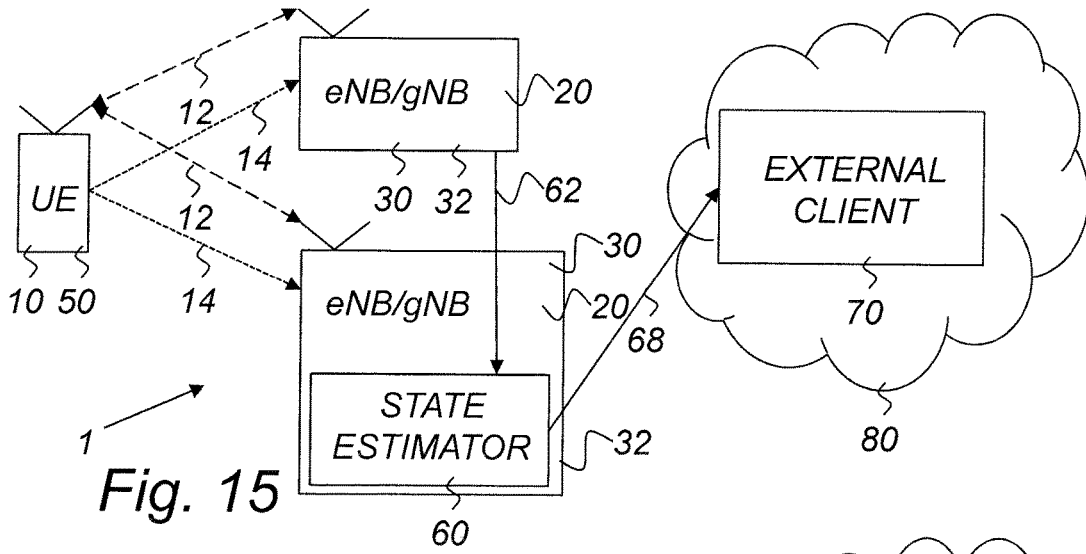 12
eNB/gNB
20
14
30
32
62
UE
12
10
50
14
30
eNB/gNB
20
STATE
ESTIMATOR
32
60
68
EXTERNAL
CLIENT
70
80
1
Fig. 15